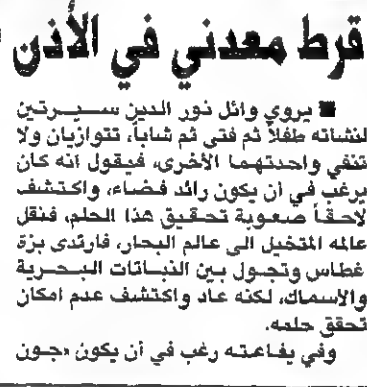 قرط معدني في الأذن
■ يروي وائل نور الدين سيرتين
لنشأته طفلاً ثم فتى ثم شاباً، تتوازيان ولا
تنفي واحدتهما الأخرى، فيقول انه كان
يرغب في أن يكون رائد فضاء، واكتشف
لاحقاً صعوبة تحقيق هذا الحلم، فنقل
عالمه المتخيل الى عالم البحار، فارتدى بزة
غطاس وتجول بين النباتات البحرية
والاسماك، لكنه عاد واكتشف عدم امكان
تحقق حلمه.
وفي يفاعته رغب في أن يكون «جون